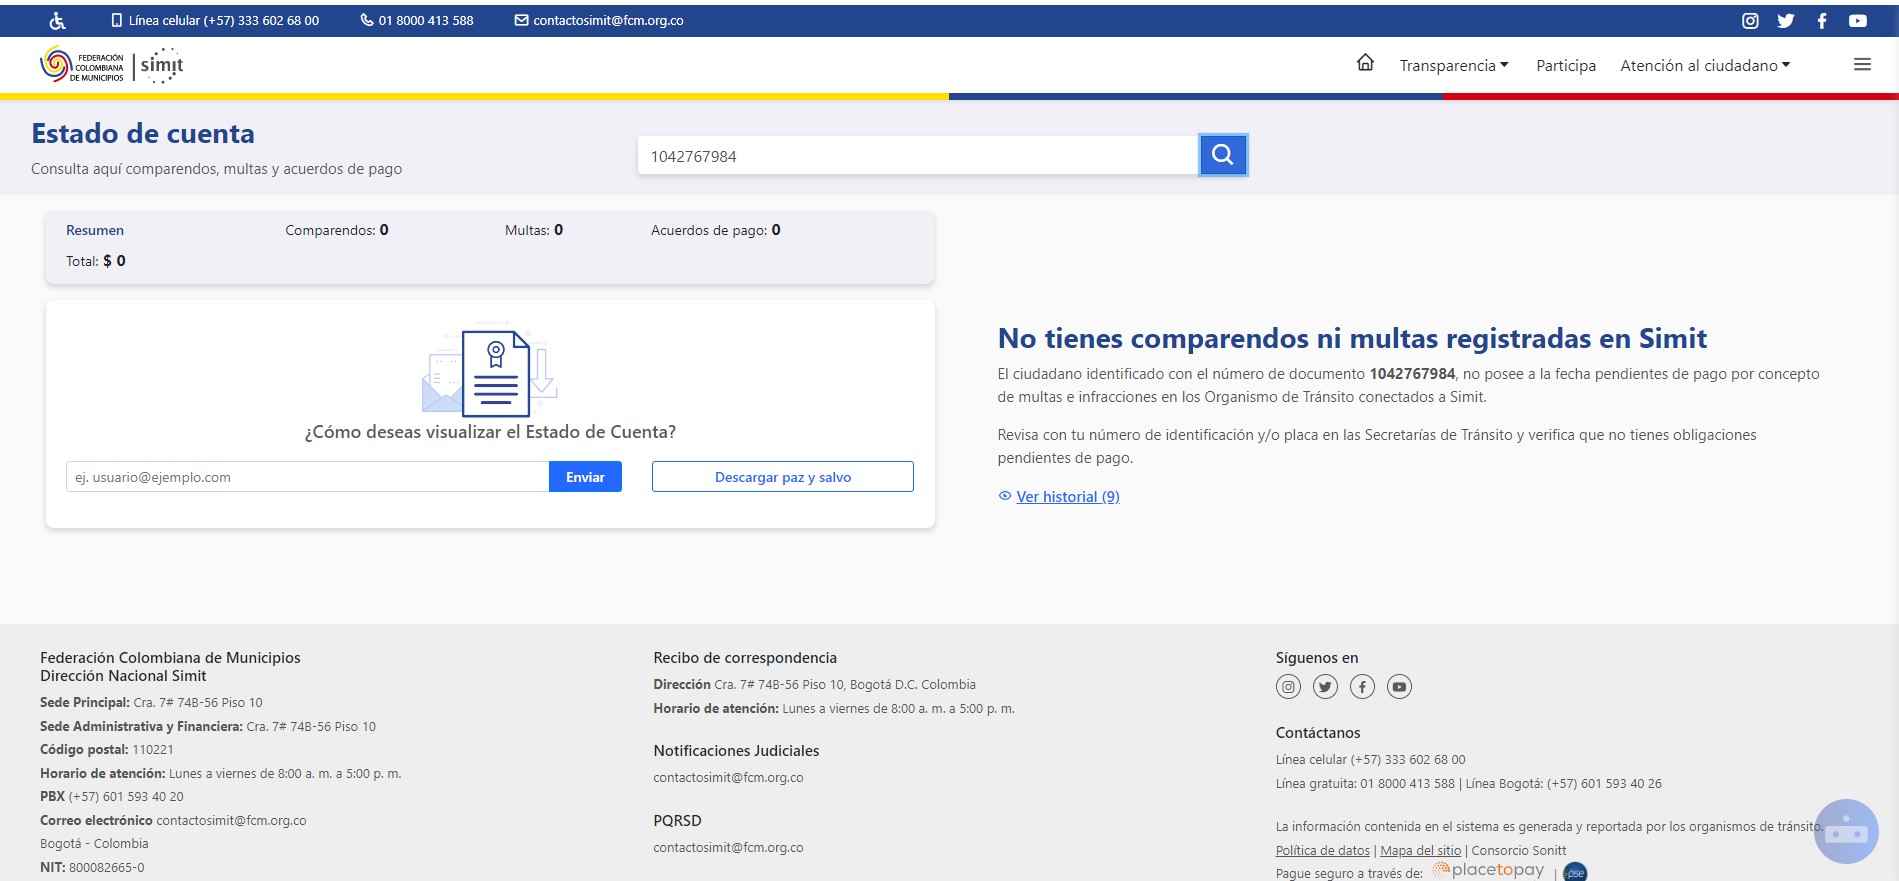 Línea celular (+57) 333 602 68 00
01 8000 413 588
contactosimit@fcm.org.co
FEDERACIÓN
COLOMBIANA
DE MUNICIPIOS
simit
Transparencia
Participa
Atención al ciudadano
Estado de cuenta
Consulta aquí comparendos, multas y acuerdos de pago
1042767984
Resumen
Comparendos: 0
Multas: 0
Acuerdos de pago: 0
Total: $ 0
¿Cómo deseas visualizar el Estado de Cuenta?
ej. usuario@ejemplo.com
Enviar
Descargar paz y salvo
No tienes comparendos ni multas registradas en Simit
El ciudadano identificado con el número de documento 1042767984, no posee a la fecha pendientes de pago por concepto
de multas e infracciones en los Organismo de Tránsito conectados a Simit.
Revisa con tu número de identificación y/o placa en las Secretarías de Tránsito y verifica que no tienes obligaciones
pendientes de pago.
Ver historial (9)
Federación Colombiana de Municipios
Dirección Nacional Simit
Sede Principal: Cra. 7# 74B-56 Piso 10
Sede Administrativa y Financiera: Cra. 7# 74B-56 Piso 10
Código postal: 110221
Horario de atención: Lunes a viernes de 8:00 a. m. a 5:00 p. m.
PBX (+57) 601 593 40 20
Correo electrónico contactosimit@fcm.org.co
Bogotá - Colombia
NIT: 800082665-0
Recibo de correspondencia
Dirección Cra. 7# 74B-56 Piso 10, Bogotá D.C. Colombia
Horario de atención: Lunes a viernes de 8:00 a. m. a 5:00 p. m.
Notificaciones Judiciales
contactosimit@fcm.org.co
PQRSD
contactosimit@fcm.org.co
Síguenos en
Contáctanos
Línea celular (+57) 333 602 68 00
Línea gratuita: 01 8000 413 588 | Línea Bogotá: (+57) 601 593 40 26
La información contenida en el sistema es generada y reportada por los organismos de tránsito.
Política de datos | Mapa del sitio | Consorcio Sonitt
Pague seguro a través de: placetopay | pse